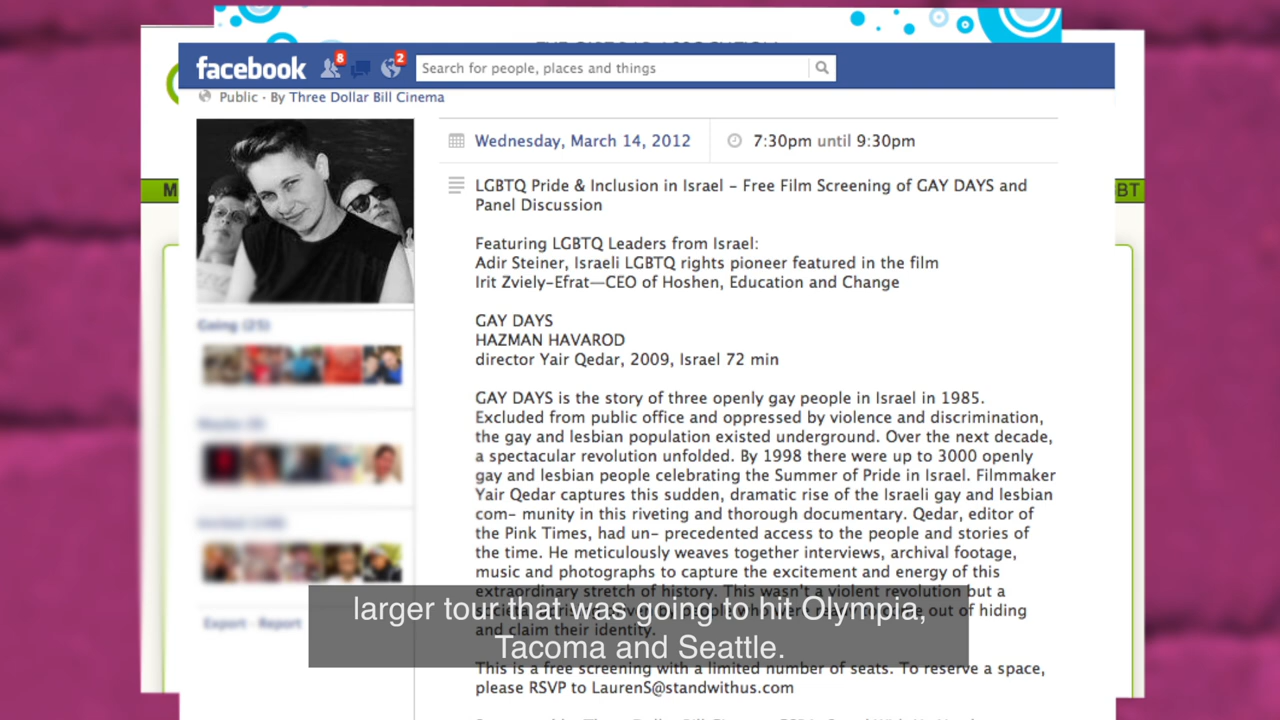 facebook
8
2
Search for people, places and things
Public · By Three Dollar Bill Cinema
Wednesday, March 14, 2012
7:30pm until 9:30pm
LGBTQ Pride & Inclusion in Israel – Free Film Screening of GAY DAYS and
Panel Discussion
Featuring LGBTQ Leaders from Israel:
Adir Steiner, Israeli LGBTQ rights pioneer featured in the film
Irit Zviely-Efrat—CEO of Hoshen, Education and Change
GAY DAYS
HAZMAN HAVAROD
director Yair Qedar, 2009, Israel 72 min
GAY DAYS is the story of three openly gay people in Israel in 1985.
Excluded from public office and oppressed by violence and discrimination,
the gay and lesbian population existed underground. Over the next decade,
a spectacular revolution unfolded. By 1998 there were up to 3000 openly
gay and lesbian people celebrating the Summer of Pride in Israel. Filmmaker
Yair Qedar captures this sudden, dramatic rise of the Israeli gay and lesbian
com- munity in this riveting and thorough documentary. Qedar, editor of
the Pink Times, had un- precedented access to the people and stories of
the time. He meticulously weaves together interviews, archival footage,
music and photographs to capture the excitement and energy of this
extraordinary stretch of history. This wasn't a violent revolution but a
out of hiding
and claim their identity.
This is a free screening with a limited number of seats. To reserve a space,
please RSVP to LaurenS@standwithus.com
Going (25)
Export · Report
M
BT
larger tour that was going to hit Olympia,
Tacoma and Seattle.